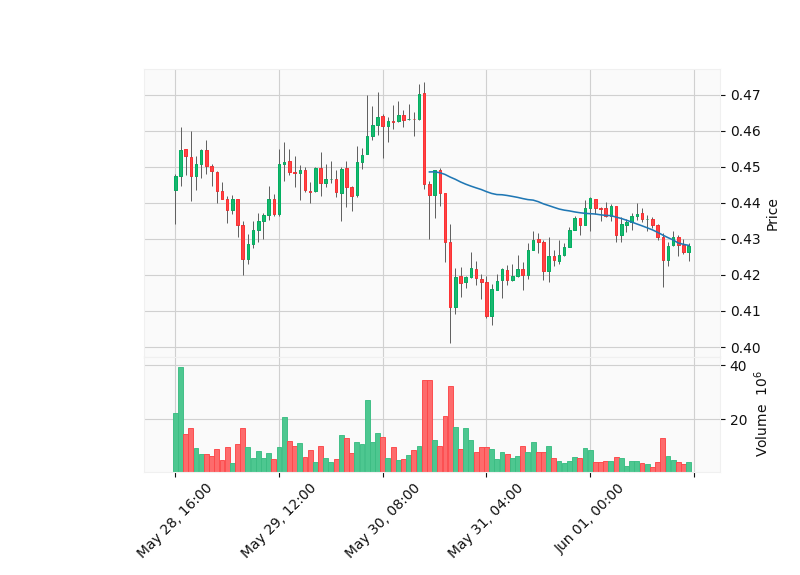 0.47
0.46
0.45
0.44
0.43
0.42
0.41
0.40
Price
40
20
Volume 10^6
May 28, 16:00
May 29, 12:00
May 30, 08:00
May 31, 04:00
Jun 01, 00:00